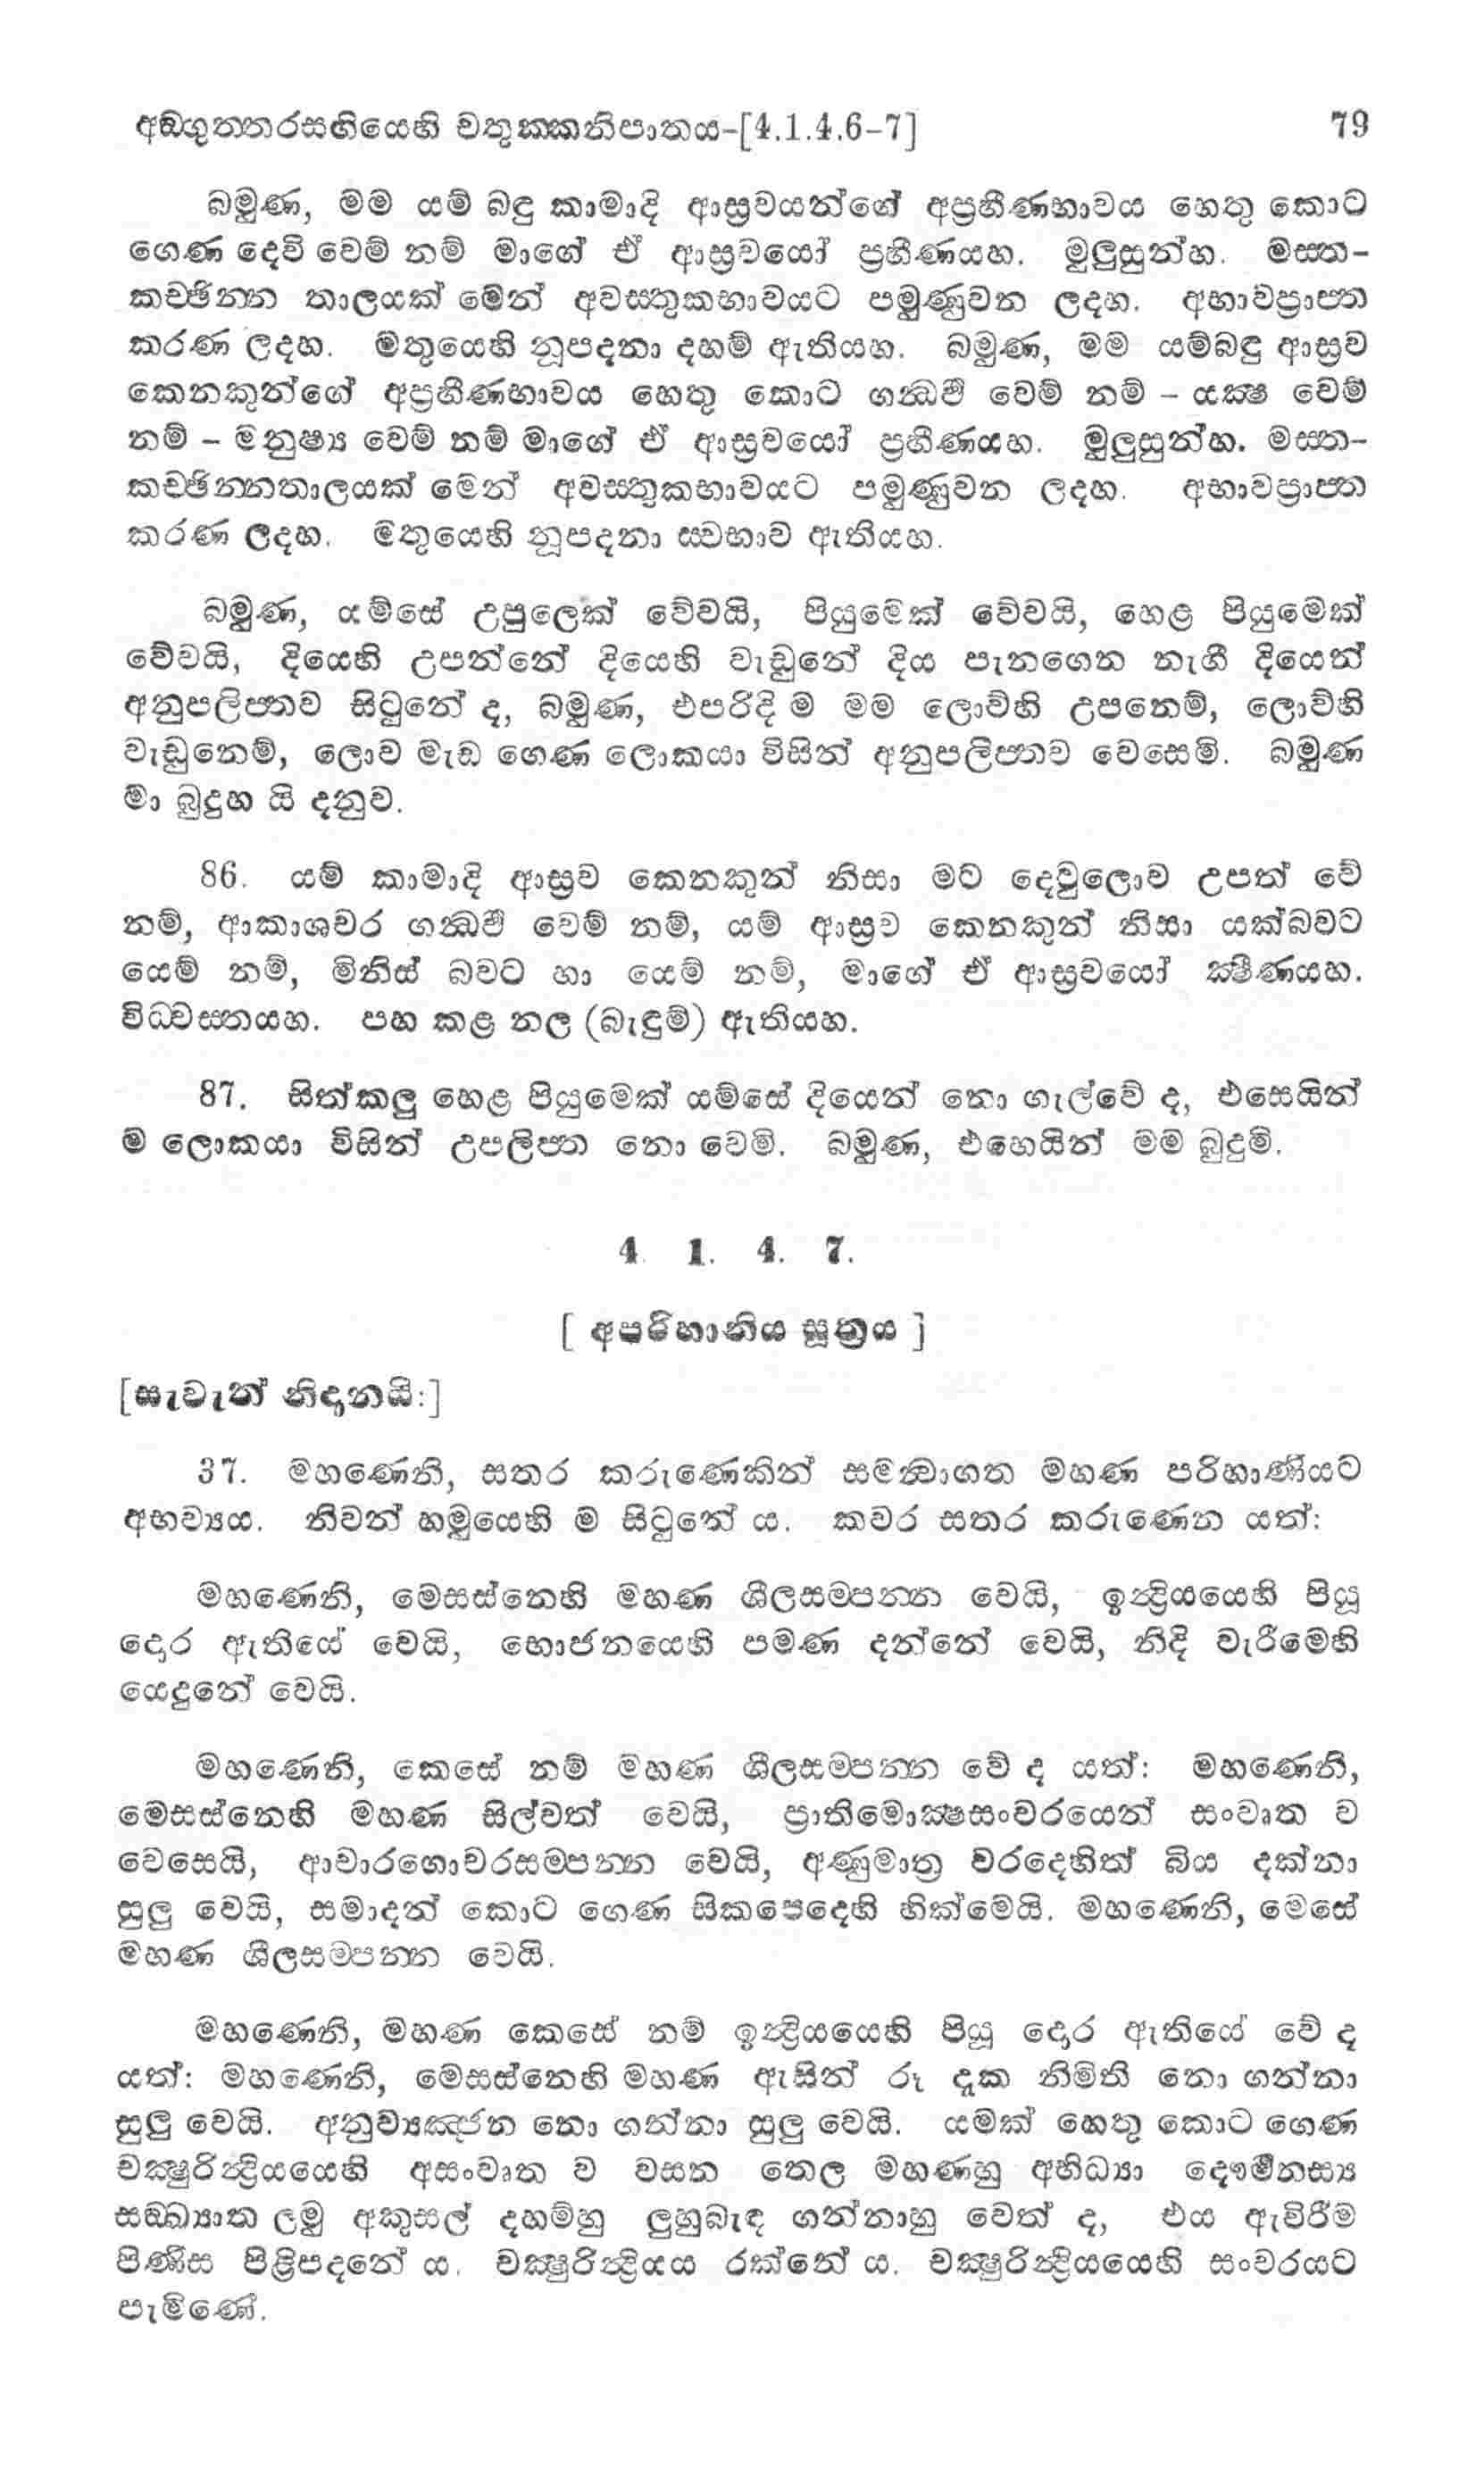 අඞ්ගුත්තරසඟියෙහි චතුක්කනිපාතය-[4.1.4.6-7] 79
බමුණ, මම යම් බඳු කාමාදි ආස්‍රවයන්ගේ අප්‍රහීණභාවය හෙතු කොට
ගෙණ දෙවි වෙම් නම් මාගේ ඒ ආස්‍රවයෝ ප්‍රහීණයහ. මුලුසුන්හ. මස්ත-
කච්ඡින්න තාලයක් මෙන් අවස්තුකභාවයට පමුණුවන ලදහ. අභාවප්‍රාප්ත
කරණ ලදහ. මතුයෙහි නූපදනා දහම් ඇතියහ. බමුණ, මම යම්බඳු ආස්‍රව
කෙනකුන්ගේ අප්‍රහීණභාවය හෙතු කොට ගන්‍ධර්‍ව වෙම් නම් – යක්‍ෂ වෙම්
නම් – මනුෂ්‍ය වෙම් නම් මාගේ ඒ ආස්‍රවයෝ ප්‍රහීණයහ. මුලුසුන්හ. මස්ත-
කච්ඡින්නතාලයක් මෙන් අවස්තුකභාවයට පමුණුවන ලදහ. අභාවප්‍රාප්ත
කරණ ලදහ. මතුයෙහි නූපදනා ස්වභාව ඇතියහ.
බමුණ, යම්සේ උපුලෙක් වේවයි, පියුමෙක් වේවයි, හෙළ පියුමෙක්
වේවයි, දියෙහි උපන්නේ දියෙහි වැඩුනේ දිය පැනගෙන නැගී දියෙන්
අනුපලිප්තව සිටුනේ ද, බමුණ, එපරිදි ම මම ලොව්හි උපනෙම්, ලොව්හි
වැඩුනෙම්, ලොව මැඩ ගෙණ ලොකයා විසින් අනුපලිප්තව වෙසෙමි. බමුණ
මා බුදුහ යි දනුව.
86. යම් කාමාදි ආස්‍රව කෙනකුන් නිසා මට දෙව්ලොව උපත් වේ
නම්, ආකාශචර ගන්‍ධර්‍ව වෙම් නම්, යම් ආස්‍රව කෙනකුන් නිසා යක්බවට
යෙම් නම්, මිනිස් බවට හා යෙම් නම්, මාගේ ඒ ආස්‍රවයෝ ක්‍ෂීණයහ.
විධ්වස්තයහ. පහ කළ නල (බැඳුම්) ඇතියහ.
87. සිත්කලු හෙළ පියුමෙක් යම්සේ දියෙන් නො ගැල්වේ ද, එසෙයින්
ම ලොකයා විසින් උපලිප්ත නො වෙමි. බමුණ, එහෙයින් මම බුදුමි.
4. 1. 4. 7.
[ අපරිහානිය සූත්‍රය ]
[සැවැත් නිදානයි:]
37. මහණෙනි, සතර කරුණෙකින් සමන්‍වාගත මහණ පරිහාණියට
අභව්‍යය. නිවන් හමුයෙහි ම සිටුනේ ය. කවර සතර කරුණෙන යත්:
මහණෙනි, මෙසස්නෙහි මහණ ශීලසම්පන්න වෙයි, ඉන්‍ද්‍රියයෙහි පියූ
දොර ඇතියේ වෙයි, භොජනයෙහි පමණ දන්නේ වෙයි, නිදි වැරීමෙහි
යෙදුනේ වෙයි.
මහණෙනි, කෙසේ නම් මහණ ශීලසම්පන්න වේ ද යත්: මහණෙනි,
මෙසස්නෙහි මහණ සිල්වත් වෙයි, ප්‍රාතිමොක්‍ෂසංවරයෙන් සංවෘත ව
වෙසෙයි, ආචාරගොචරසම්පන්න වෙයි, අණුමාත්‍ර වරදෙහිත් බිය දක්නා
සුලු වෙයි, සමාදන් කොට ගෙණ සිකපෙදෙහි හික්මෙයි. මහණෙනි, මෙසේ
මහණ ශීලසම්පන්න වෙයි.
මහණෙනි, මහණ කෙසේ නම් ඉන්‍ද්‍රියයෙහි පියූ දොර ඇතියේ වේ ද
යත්: මහණෙනි, මෙසස්නෙහි මහණ ඇසින් රූ දැක නිමිති නො ගන්නා
සුලු වෙයි. අනුව්‍යඤ්ජන නො ගන්නා සුලු වෙයි. යමක් හෙතු කොට ගෙණ
චක්‍ෂුරින්‍ද්‍රියයෙහි අසංවෘත ව වසන තෙල මහණහු අභිධ්‍යා දෞර්‍මනස්‍ය
සඞ්ඛ්‍යාත ලමු අකුසල් දහම්හු ලුහුබැඳ ගන්නාහු වෙත් ද, එය ඇවිරීම
පිණිස පිළිපදනේ ය. චක්‍ෂුරින්‍ද්‍රියය රක්නේ ය. චක්‍ෂුරින්‍ද්‍රියයෙහි සංවරයට
පැමිණේ.